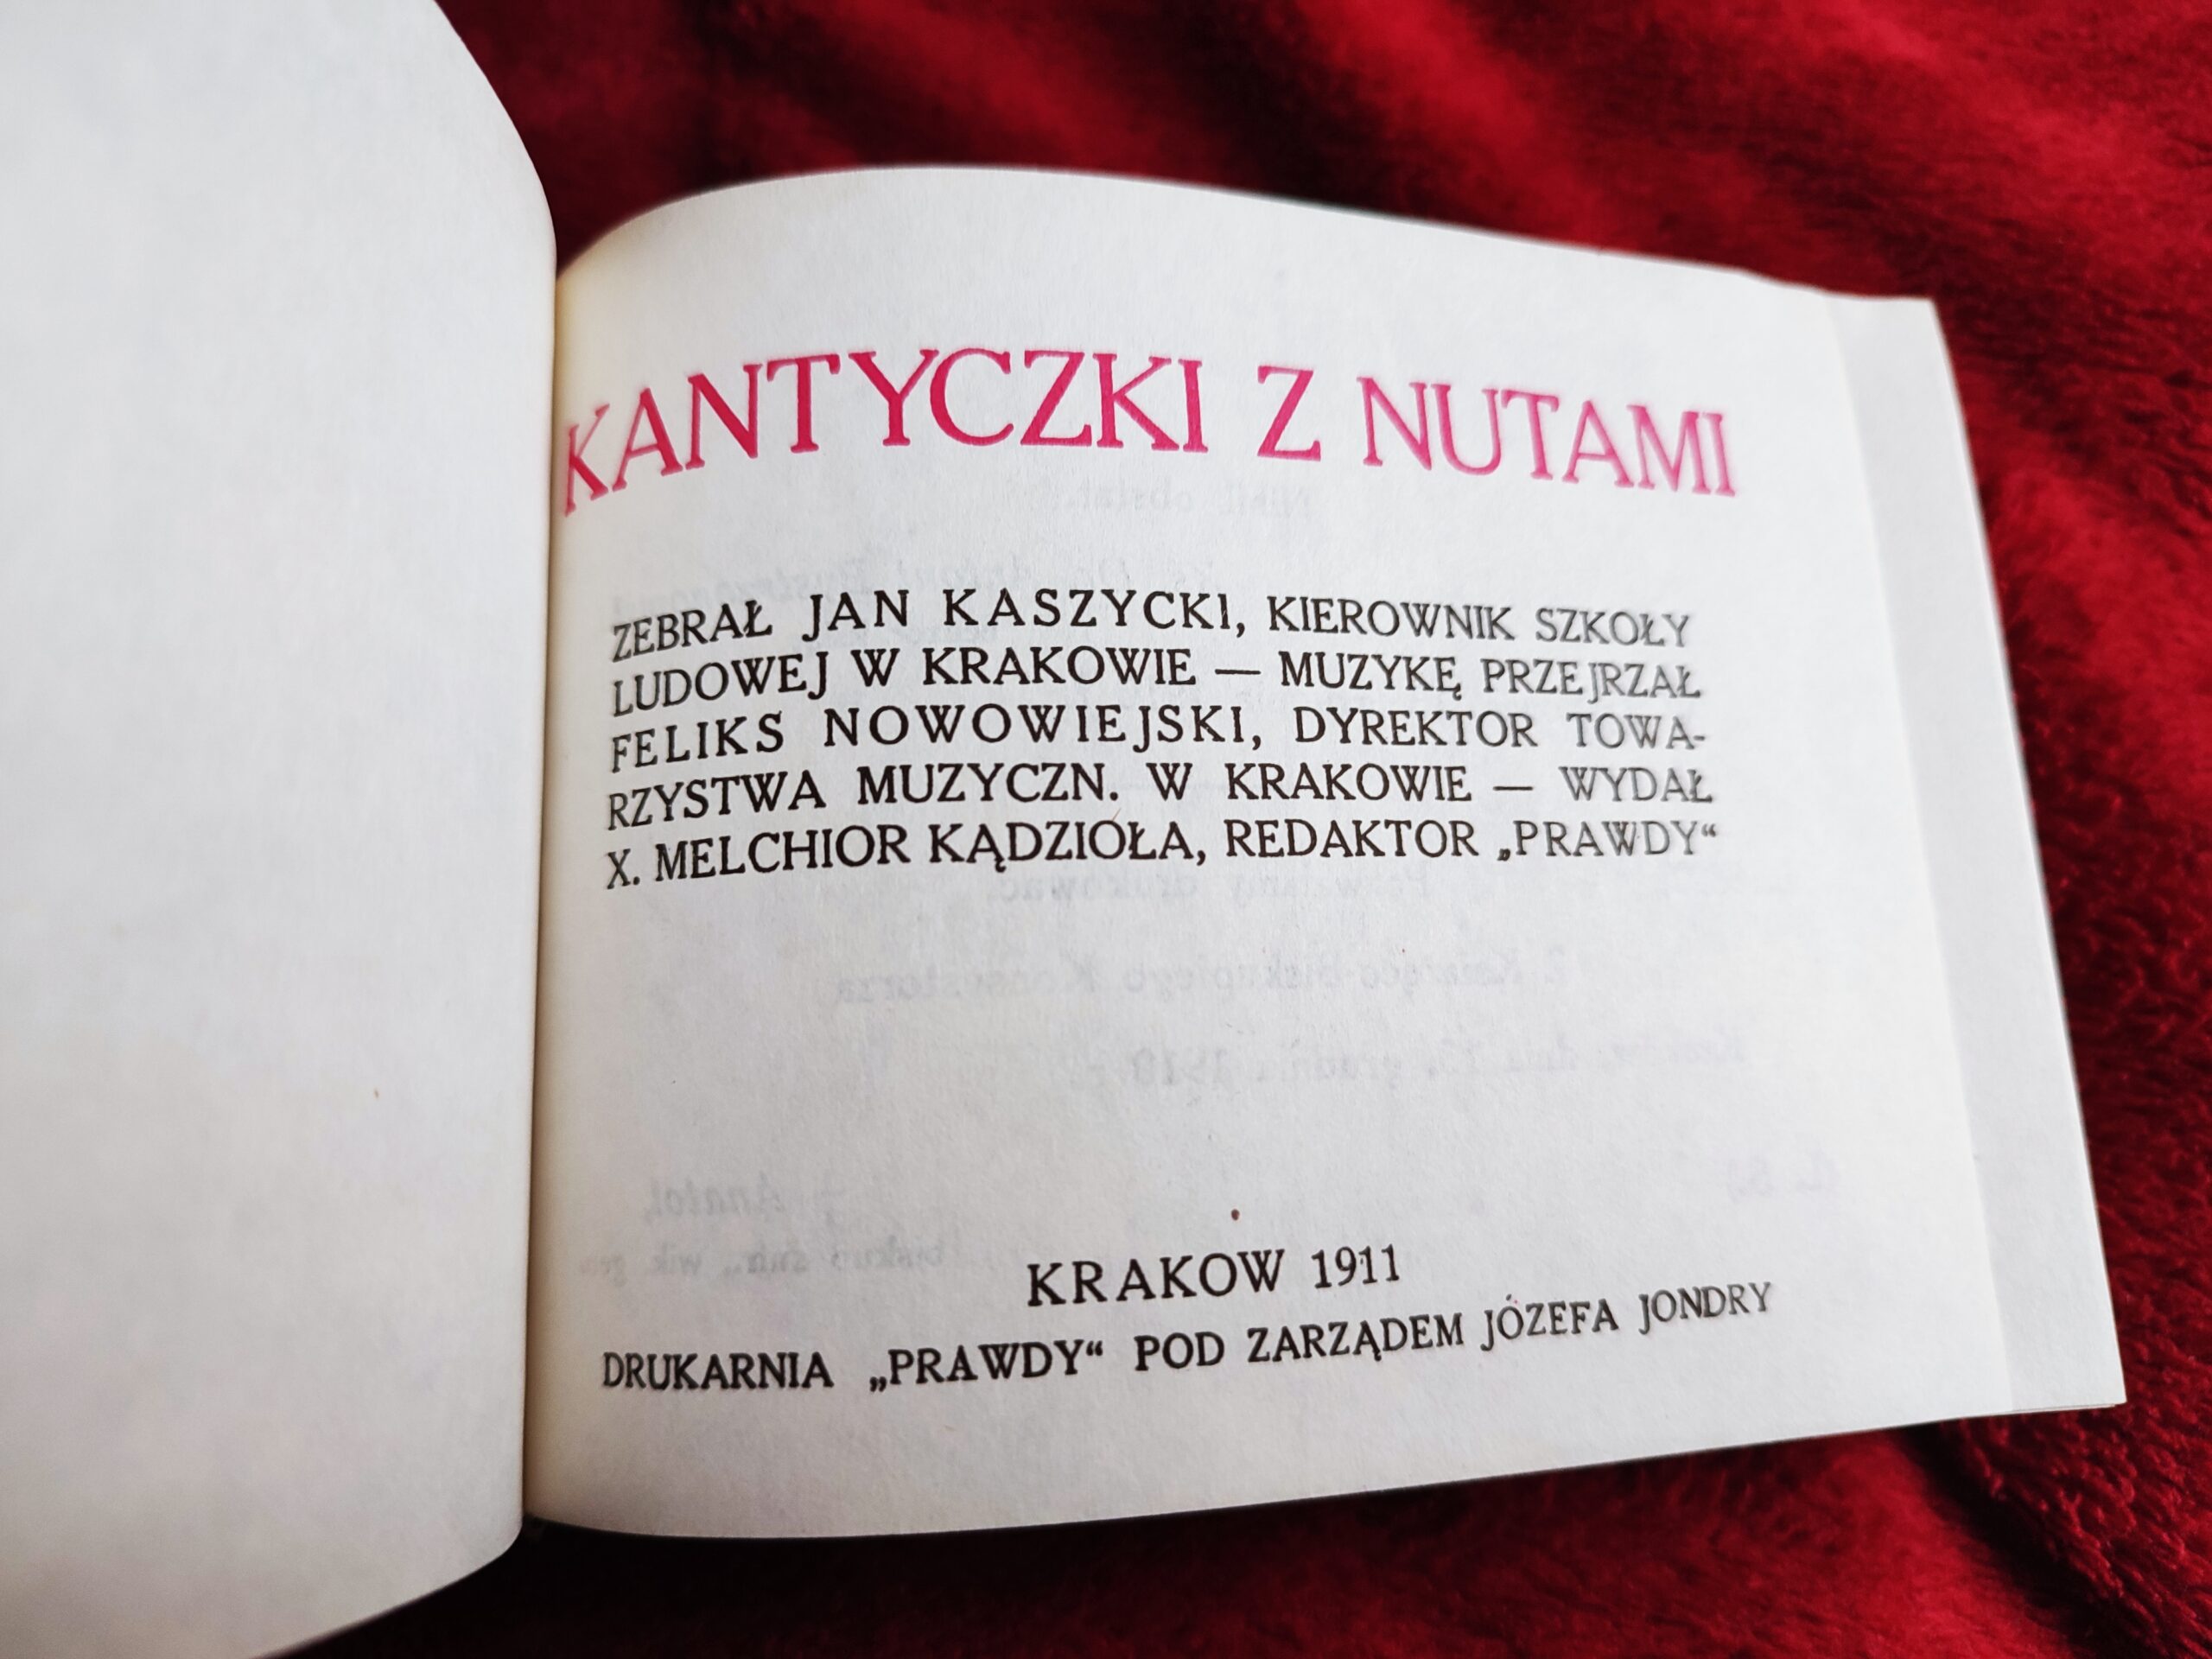 KANTYCZKI Z NUTAMI
ZEBRAŁ JAN KASZYCKI, KIEROWNIK SZKOŁY
LUDOWEJ W KRAKOWIE — MUZYKĘ PRZEJRZAŁ
FELIKS NOWOWIEJSKI, DYREKTOR TOWA-
RZYSTWA MUZYCZN. W KRAKOWIE — WYDAŁ
X. MELCHIOR KĄDZIÓŁA, REDAKTOR „PRAWDY“
KRAKOW 1911
DRUKARNIA „PRAWDY“ POD ZARZĄDEM JÓZEFA JONDRY